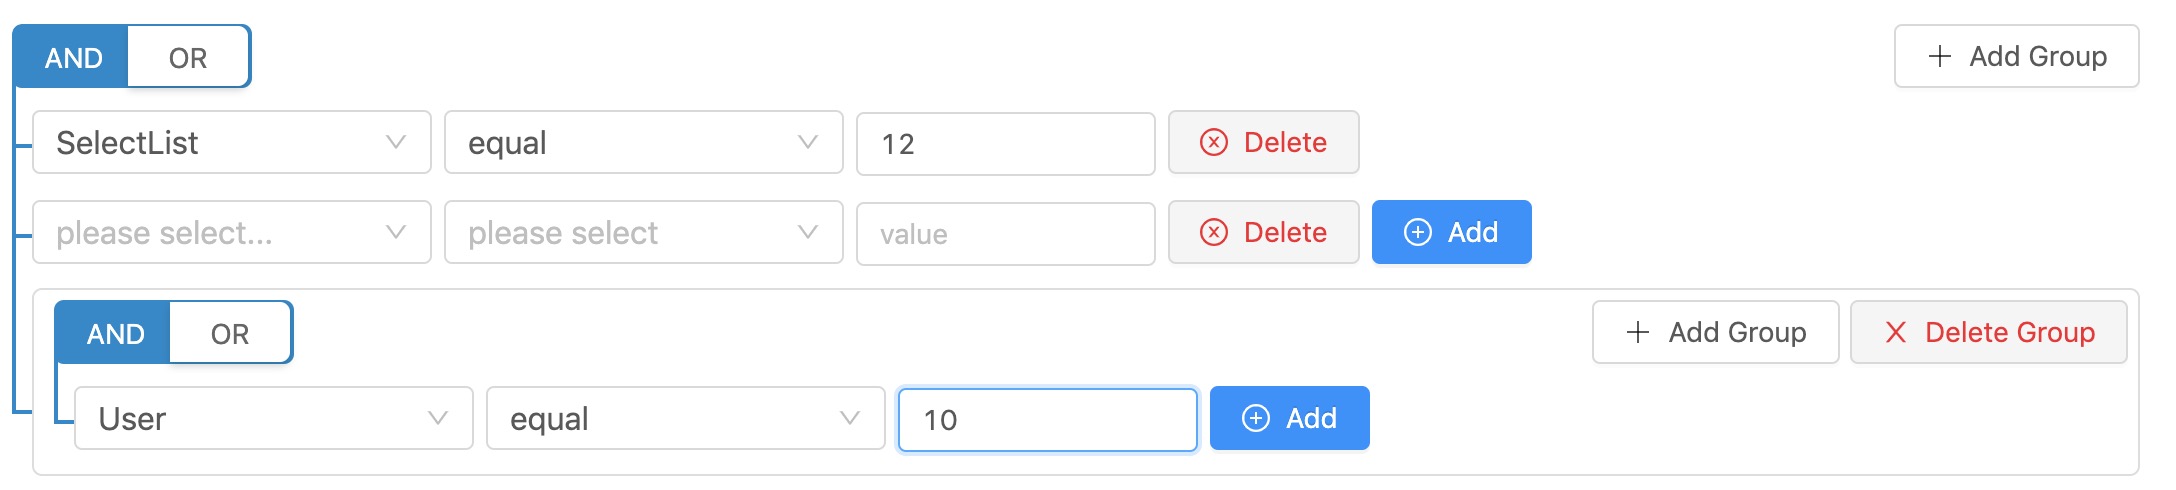 AND OR + Add Group
SelectList equal 12 Delete
please select... please select value Delete Add
AND OR + Add Group X Delete Group
User equal 10 Add